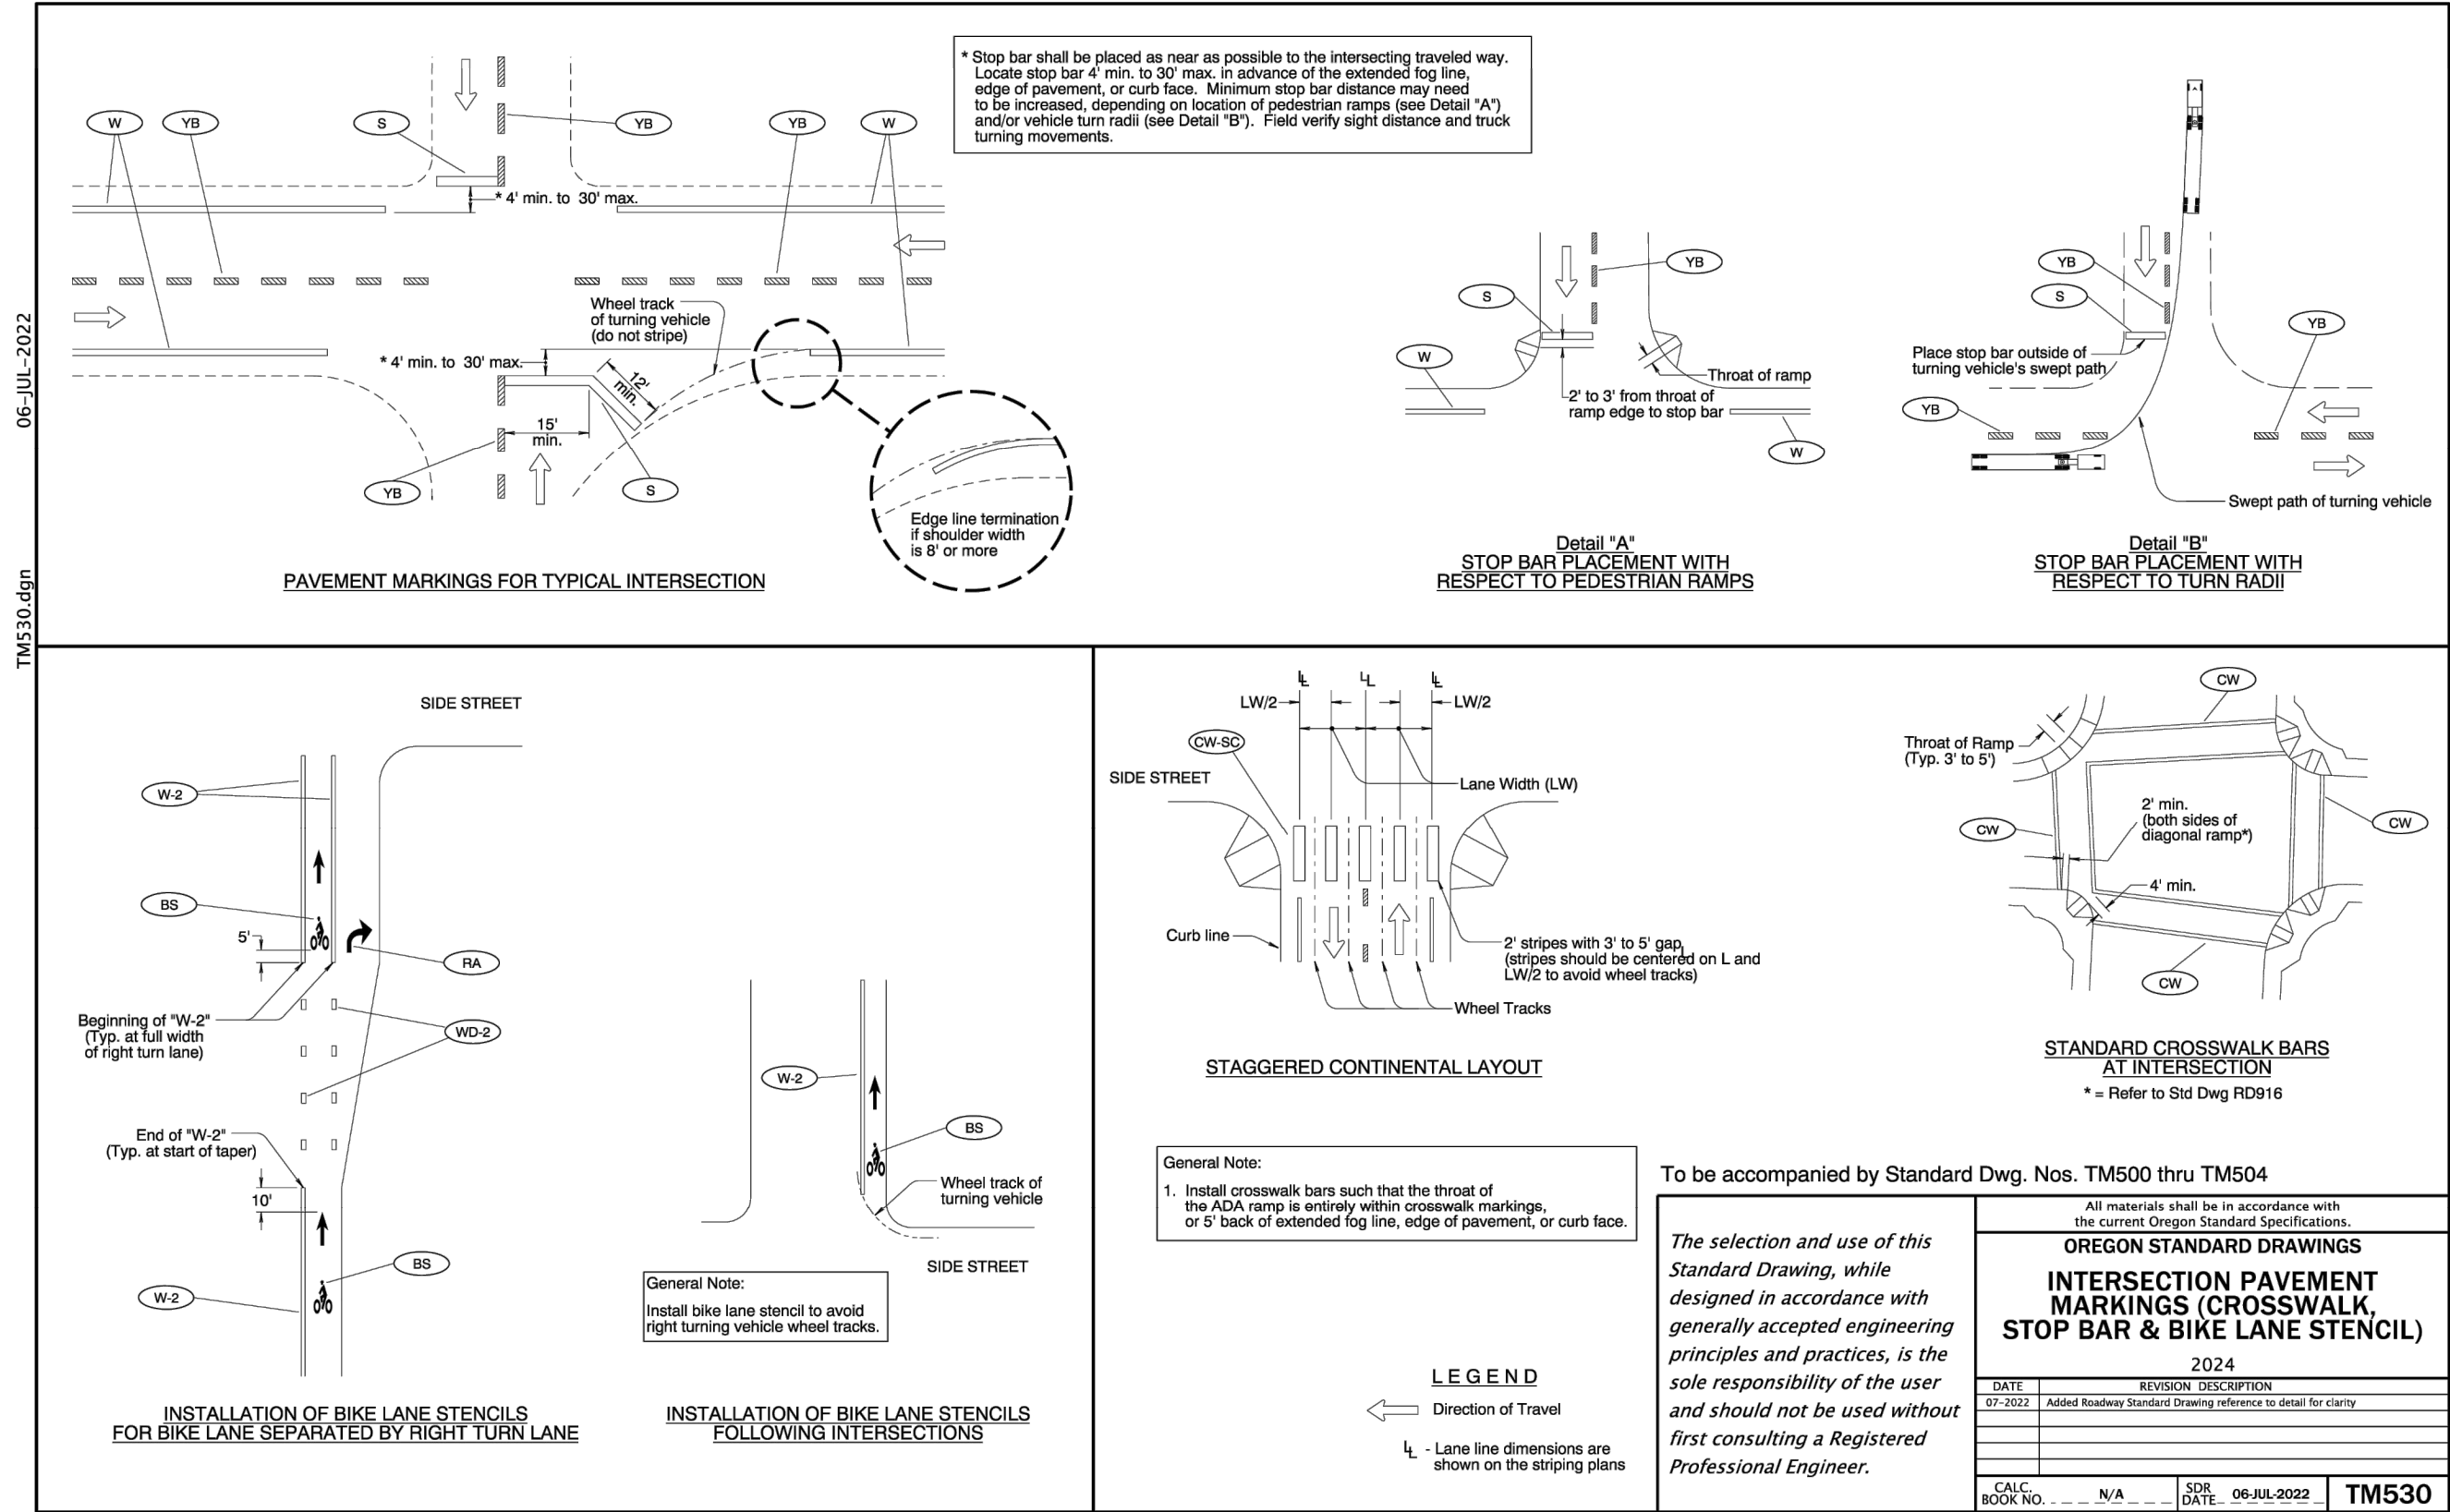 06-JUL-2022
TM530.dgn
* Stop bar shall be placed as near as possible to the intersecting traveled way.
Locate stop bar 4' min. to 30' max. in advance of the extended fog line,
edge of pavement, or curb face. Minimum stop bar distance may need
to be increased, depending on location of pedestrian ramps (see Detail "A")
and/or vehicle turn radii (see Detail "B"). Field verify sight distance and truck
turning movements.
W
YB
S
YB
YB
W
* 4' min. to 30' max.
Wheel track
of turning vehicle
(do not stripe)
* 4' min. to 30' max.
12'
min.
15'
min.
YB
S
Edge line termination
if shoulder width
is 8' or more
PAVEMENT MARKINGS FOR TYPICAL INTERSECTION
YB
S
W
Throat of ramp
2' to 3' from throat of
ramp edge to stop bar
W
Detail "A"
STOP BAR PLACEMENT WITH
RESPECT TO PEDESTRIAN RAMPS
YB
S
YB
Place stop bar outside of
turning vehicle's swept path
YB
Swept path of turning vehicle
Detail "B"
STOP BAR PLACEMENT WITH
RESPECT TO TURN RADII
SIDE STREET
W-2
BS
5'
RA
Beginning of "W-2"
(Typ. at full width
of right turn lane)
WD-2
End of "W-2"
(Typ. at start of taper)
10'
BS
W-2
INSTALLATION OF BIKE LANE STENCILS
FOR BIKE LANE SEPARATED BY RIGHT TURN LANE
W-2
BS
Wheel track of
turning vehicle
SIDE STREET
General Note:
Install bike lane stencil to avoid
right turning vehicle wheel tracks.
INSTALLATION OF BIKE LANE STENCILS
FOLLOWING INTERSECTIONS
LL
LL
LL
LW/2
LW/2
CW-SC
SIDE STREET
Lane Width (LW)
Curb line
2' stripes with 3' to 5' gap
(stripes should be centered on L and
L
LW/2 to avoid wheel tracks)
Wheel Tracks
STAGGERED CONTINENTAL LAYOUT
CW
Throat of Ramp
(Typ. 3' to 5')
2' min.
(both sides of
diagonal ramp*)
CW
CW
4' min.
CW
STANDARD CROSSWALK BARS
AT INTERSECTION
* = Refer to Std Dwg RD916
General Note:
1. Install crosswalk bars such that the throat of
the ADA ramp is entirely within crosswalk markings,
or 5' back of extended fog line, edge of pavement, or curb face.
LEGEND
Direction of Travel
LL - Lane line dimensions are
shown on the striping plans
To be accompanied by Standard Dwg. Nos. TM500 thru TM504
The selection and use of this
Standard Drawing, while
designed in accordance with
generally accepted engineering
principles and practices, is the
sole responsibility of the user
and should not be used without
first consulting a Registered
Professional Engineer.
All materials shall be in accordance with
the current Oregon Standard Specifications.
OREGON STANDARD DRAWINGS
INTERSECTION PAVEMENT
MARKINGS (CROSSWALK,
STOP BAR & BIKE LANE STENCIL)
2024
DATE REVISION DESCRIPTION
07-2022 Added Roadway Standard Drawing reference to detail for clarity
CALC.
BOOK NO. N/A
SDR
DATE 06-JUL-2022
TM530